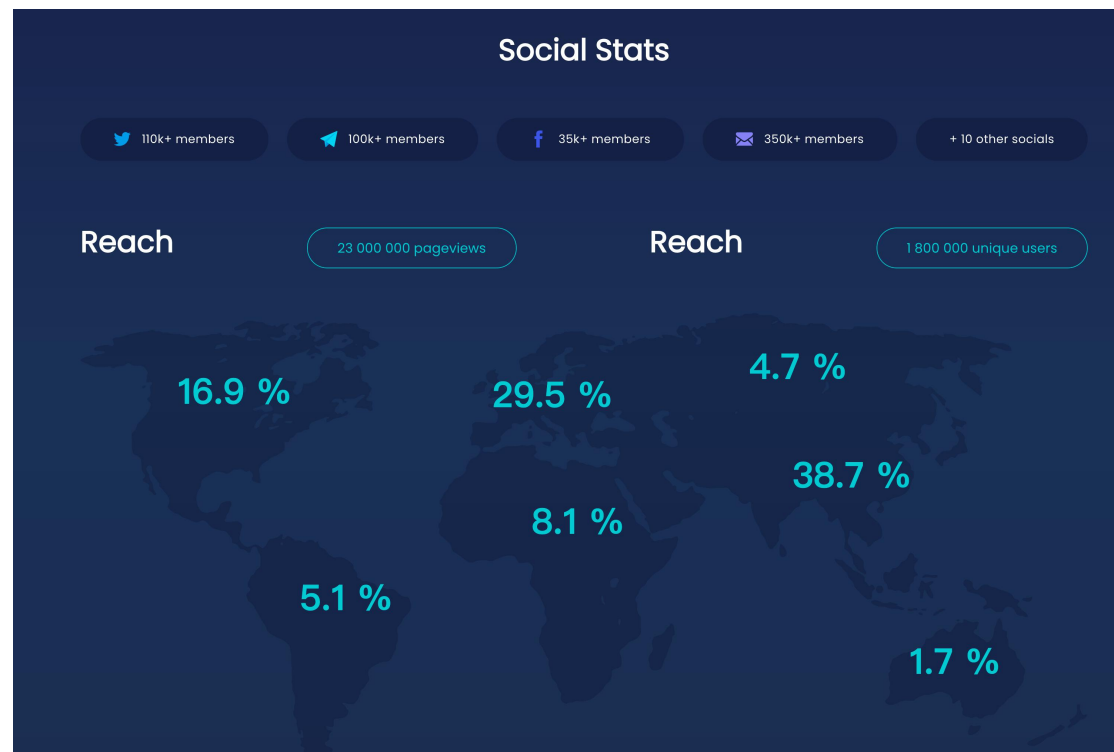 Social Stats
110k+ members
100k+ members
35k+ members
350k+ members
+ 10 other socials
Reach
23 000 000 pageviews
Reach
1 800 000 unique users
16.9 %
29.5 %
4.7 %
38.7 %
8.1 %
5.1 %
1.7 %